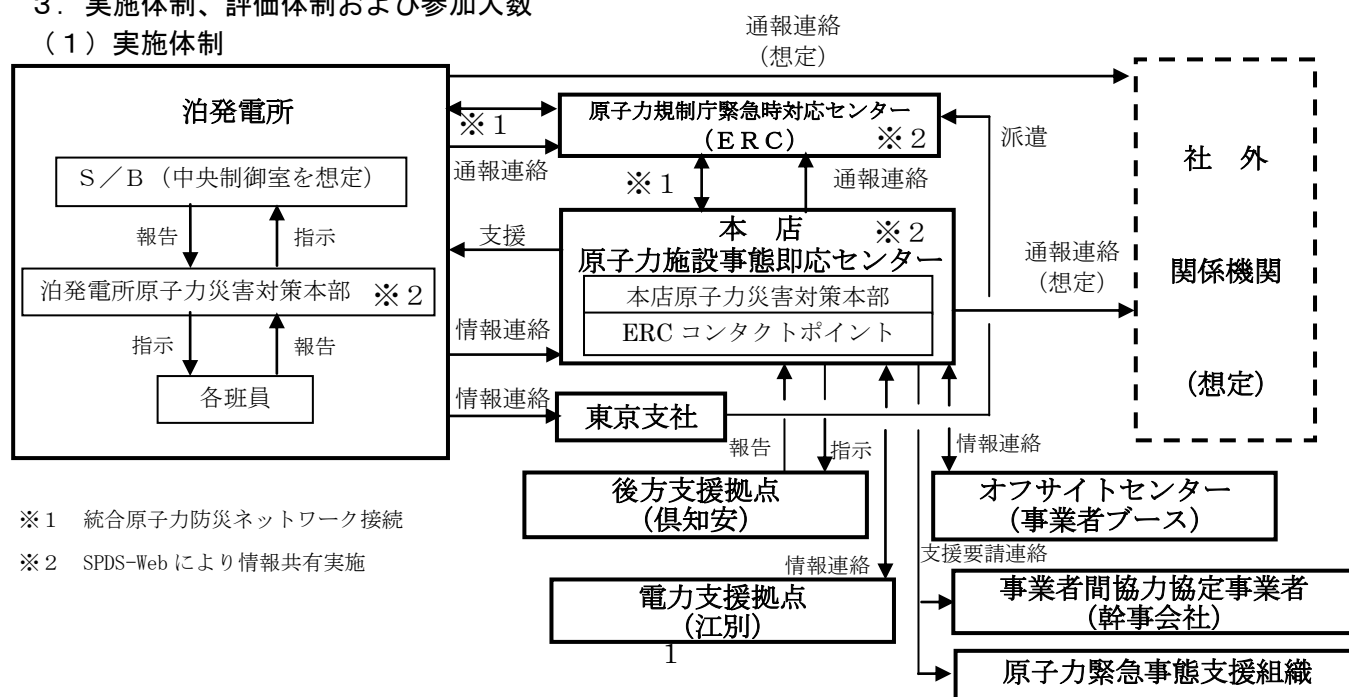 3．実施体制、評価体制および参加人数
（1）実施体制
通報連絡
(想定)
泊発電所
S／B（中央制御室を想定）
報告
指示
泊発電所原子力災害対策本部 ※２
指示
報告
各班員
※１
通報連絡
原子力規制庁緊急時対応センター
(ＥＲＣ) ※２
派遣
※１
通報連絡
支援
本 店 ※２
原子力施設事態即応センター
本店原子力災害対策本部
ERC コンタクトポイント
通報連絡
(想定)
社 外
関係機関
(想定)
情報連絡
情報連絡
東京支社
報告
指示
情報連絡
後方支援拠点
(倶知安)
オフサイトセンター
(事業者ブース)
※１ 統合原子力防災ネットワーク接続
※２ SPDS-Web により情報共有実施
情報連絡
支援要請連絡
電力支援拠点
(江別)
事業者間協力協定事業者
(幹事会社)
原子力緊急事態支援組織
1